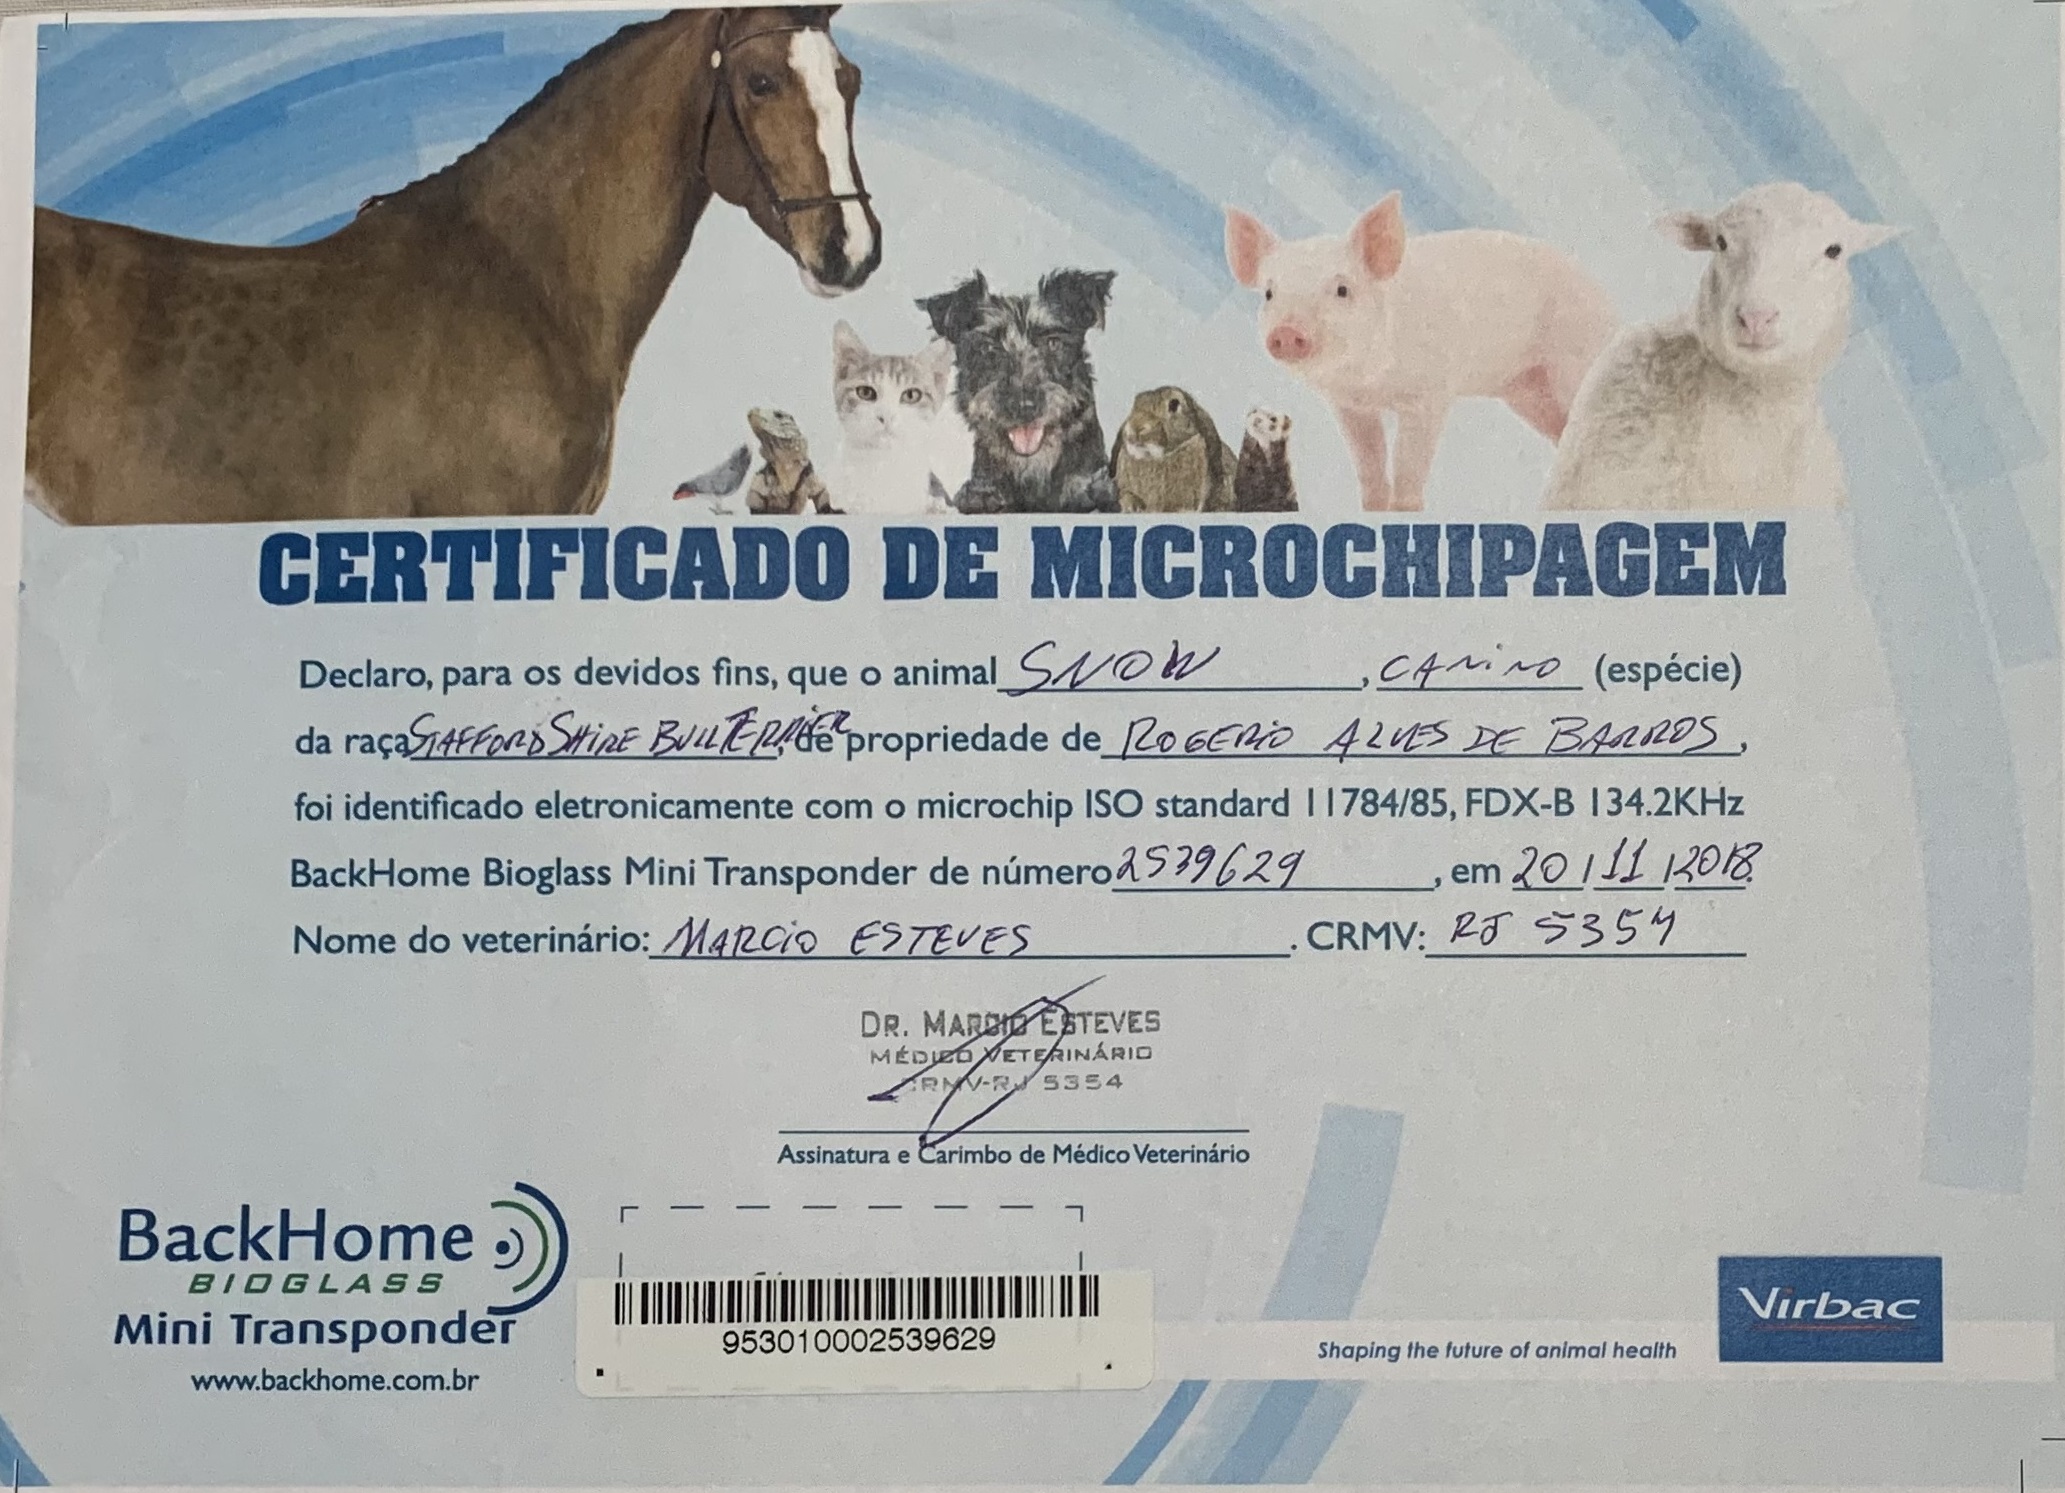 CERTIFICADO DE MICROCHIPAGEM
Declaro, para os devidos fins, que o animal SNOW, CANINO (espécie)
da raça STAFFORDSHIRE BULLTERRIER, de propriedade de ROGERIO ALVES DE BARROS,
foi identificado eletronicamente com o microchip ISO standard 11784/85, FDX-B 134.2KHz
BackHome Bioglass Mini Transponder de número 2539629, em 20/11/2018.
Nome do veterinário: MARCIO ESTEVES. CRMV: RJ 5354
DR. MARCIO ESTEVES
MÉDICO VETERINÁRIO
CRMV-RJ 5354
Assinatura e Carimbo de Médico Veterinário
BackHome
BIOGLASS
Mini Transponder
www.backhome.com.br
953010002539629
Shaping the future of animal health
Virbac